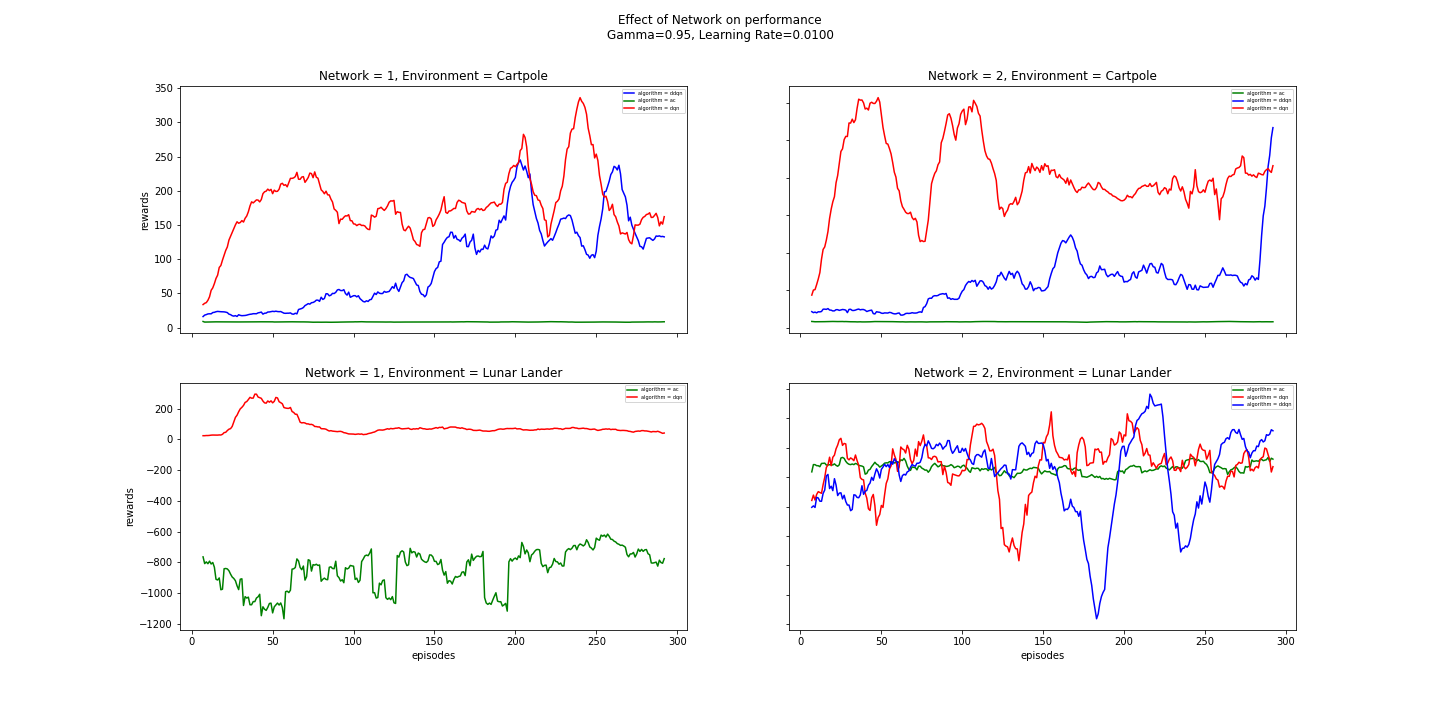 Effect of Network on performance
Gamma=0.95, Learning Rate=0.0100
Network = 1, Environment = Cartpole
350
300
250
200
150
100
50
0
rewards
algorithm = ddqn
algorithm = ac
algorithm = dqn
Network = 2, Environment = Cartpole
algorithm = ac
algorithm = ddqn
algorithm = dqn
Network = 1, Environment = Lunar Lander
200
0
−200
−400
−600
−800
−1000
−1200
rewards
algorithm = ac
algorithm = dqn
0 50 100 150 200 250 300
episodes
Network = 2, Environment = Lunar Lander
algorithm = ac
algorithm = dqn
algorithm = ddqn
0 50 100 150 200 250 300
episodes